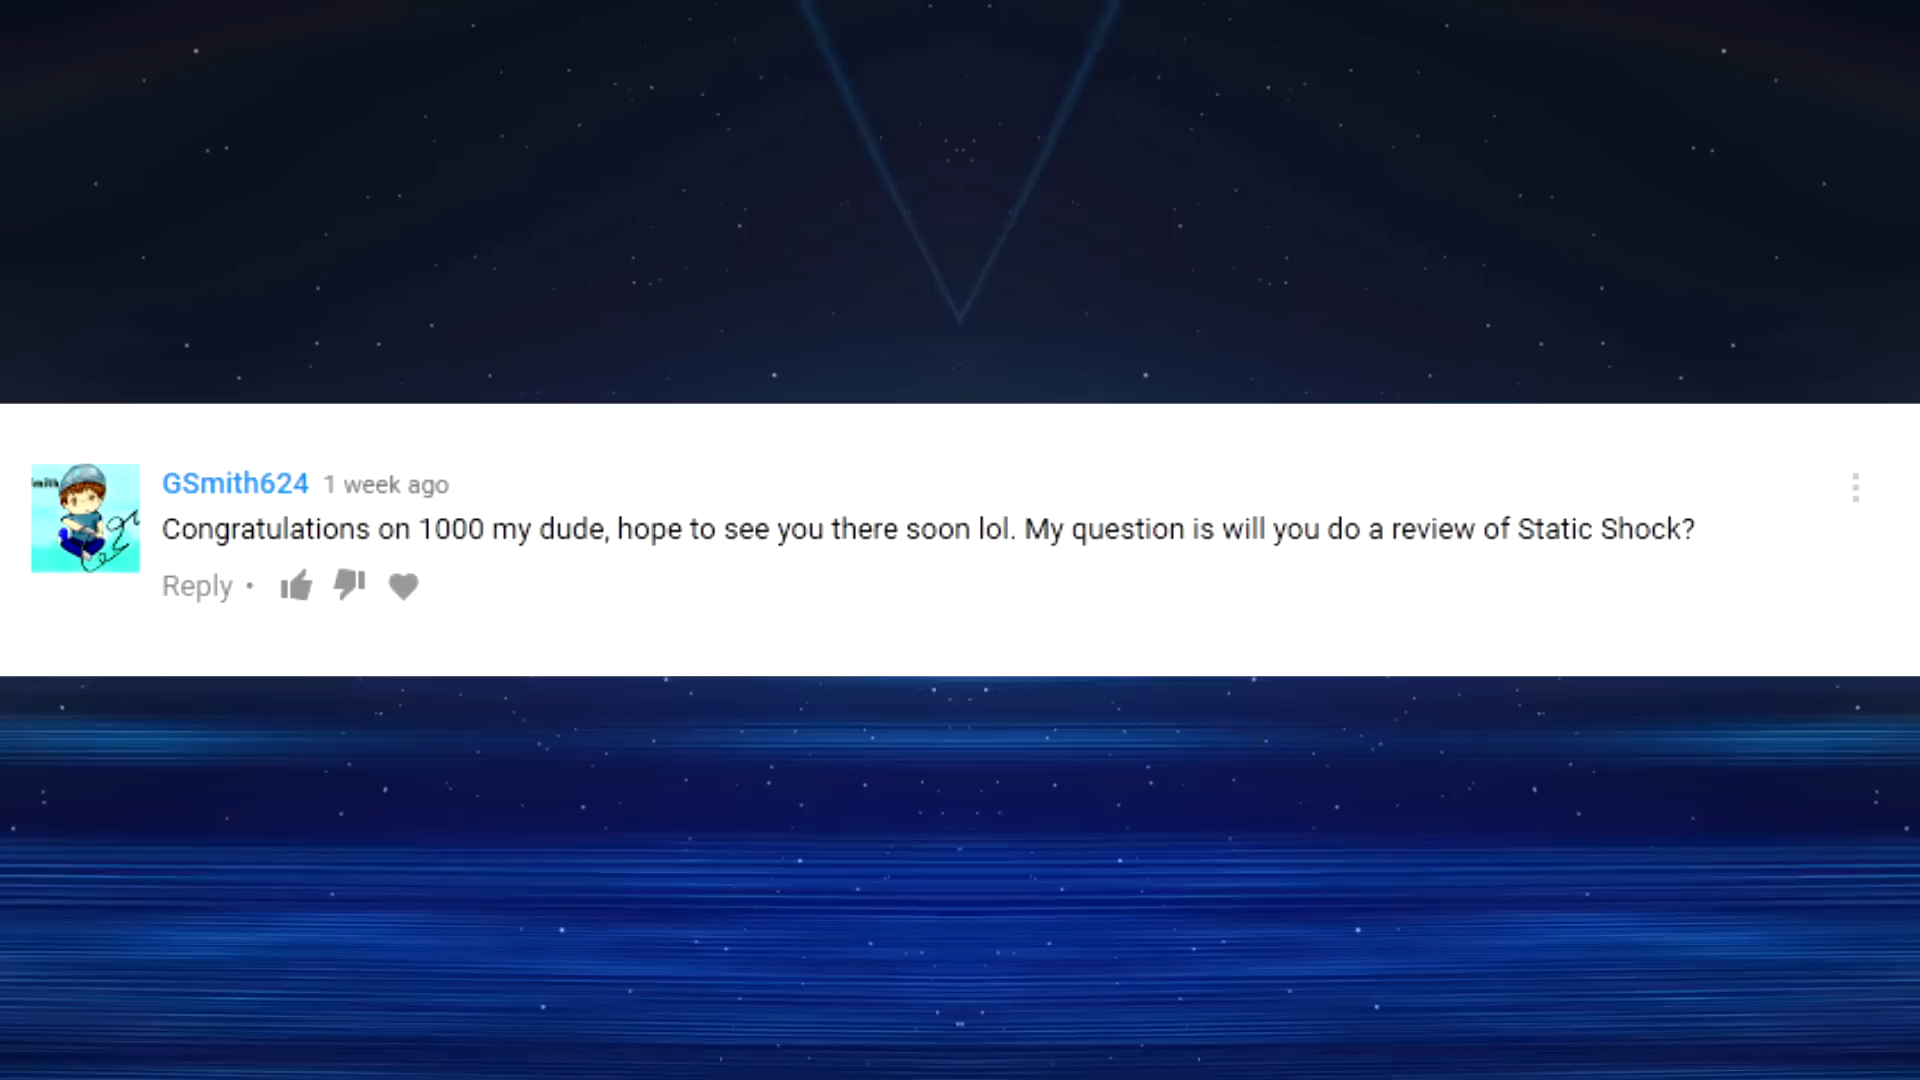 GSmith624 1 week ago
Congratulations on 1000 my dude, hope to see you there soon lol. My question is will you do a review of Static Shock?
Reply •